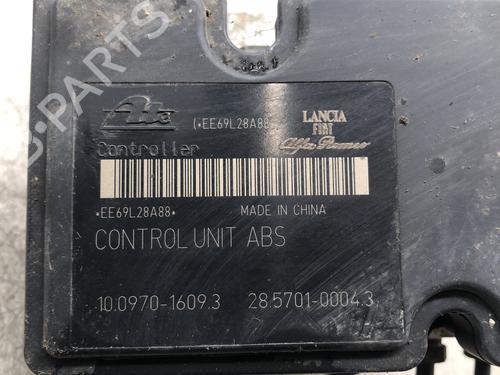 Ate
(•EE69L28A88
LANCIA
FIAT
Alfa Romeo
Controller
•EE69L28A88•
MADE IN CHINA
CONTROL UNIT ABS
10.0970-1609.3
28.5701-0004.3
B-PARTS